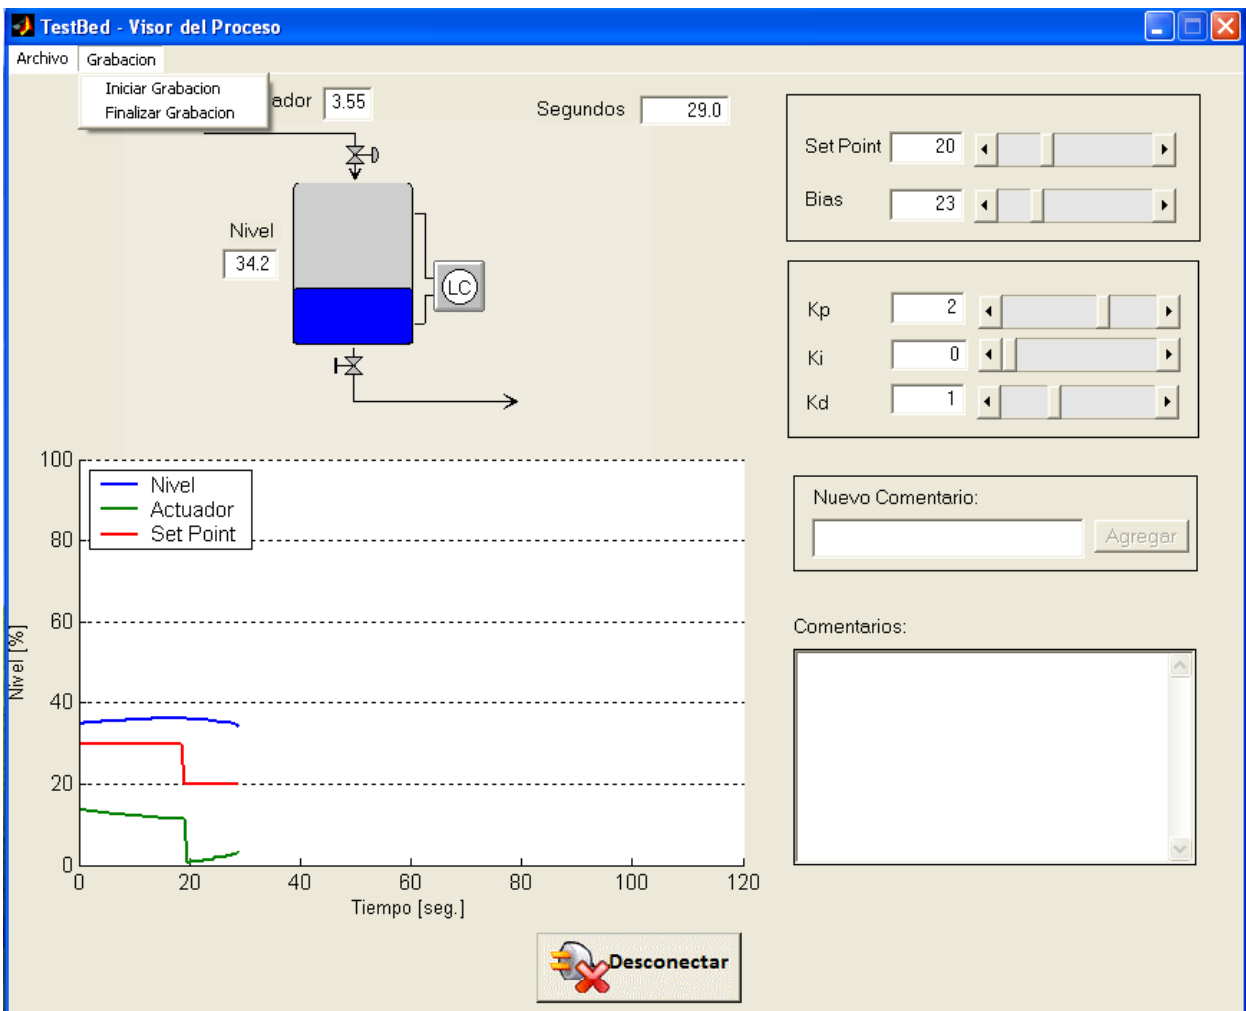 TestBed - Visor del Proceso
Archivo Grabacion
Iniciar Grabacion
Finalizar Grabacion
ador 3.55
Segundos 29.0
Nivel
34.2
LC
Set Point 20
Bias 23
Kp 2
Ki 0
Kd 1
Nuevo Comentario:
Agregar
Comentarios:
Nivel
Actuador
Set Point
Nivel [%]
100
80
60
40
20
0
0 20 40 60 80 100 120
Tiempo [seg.]
Desconectar